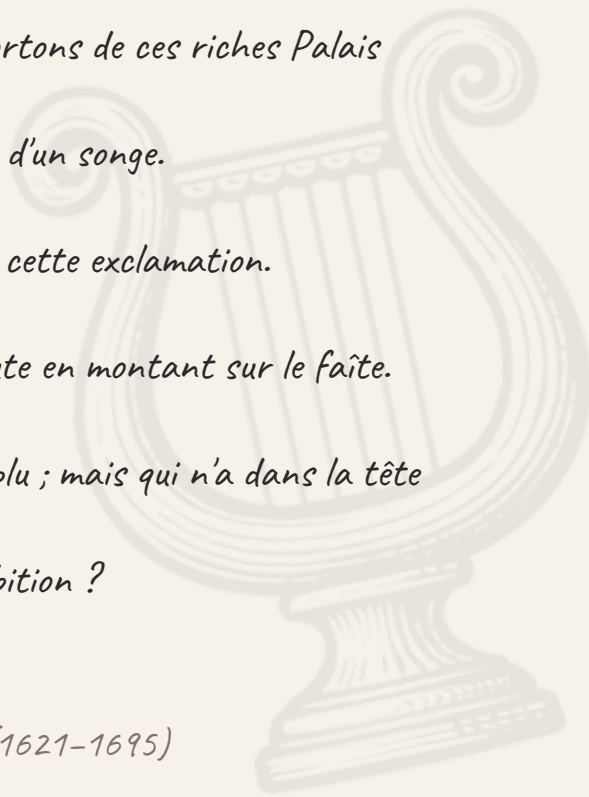 rtons de ces riches Palais
d'un songe.
cette exclamation.
te en montant sur le faîte.
lu ; mais qui n'a dans la tête
bition ?
1621–1695)